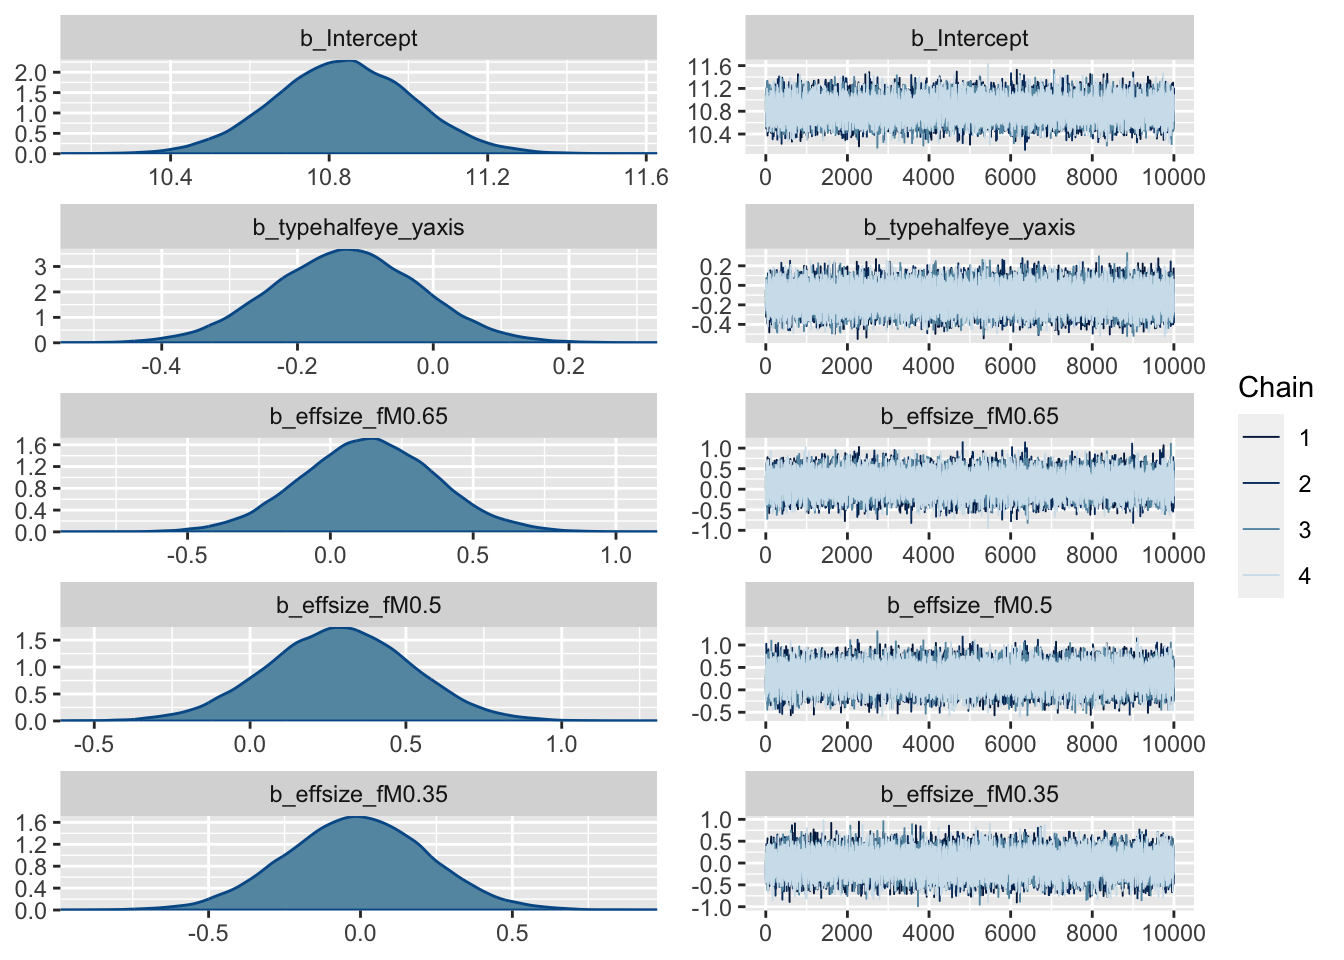 b_Intercept
2.0
1.5
1.0
0.5
0.0
10.4 10.8 11.2 11.6
b_Intercept
11.6
11.2
10.8
10.4
0 2000 4000 6000 8000 10000
b_typehalfeye_yaxis
3
2
1
0
-0.4 -0.2 0.0 0.2
b_typehalfeye_yaxis
0.2
0.0
-0.2
-0.4
0 2000 4000 6000 8000 10000
b_effsize_fM0.65
1.6
1.2
0.8
0.4
0.0
-0.5 0.0 0.5 1.0
b_effsize_fM0.65
1.0
0.5
0.0
-0.5
-1.0
0 2000 4000 6000 8000 10000
b_effsize_fM0.5
1.5
1.0
0.5
0.0
-0.5 0.0 0.5 1.0
b_effsize_fM0.5
1.0
0.5
0.0
-0.5
0 2000 4000 6000 8000 10000
b_effsize_fM0.35
1.6
1.2
0.8
0.4
0.0
-0.5 0.0 0.5
b_effsize_fM0.35
1.0
0.5
0.0
-0.5
-1.0
0 2000 4000 6000 8000 10000
Chain
1
2
3
4